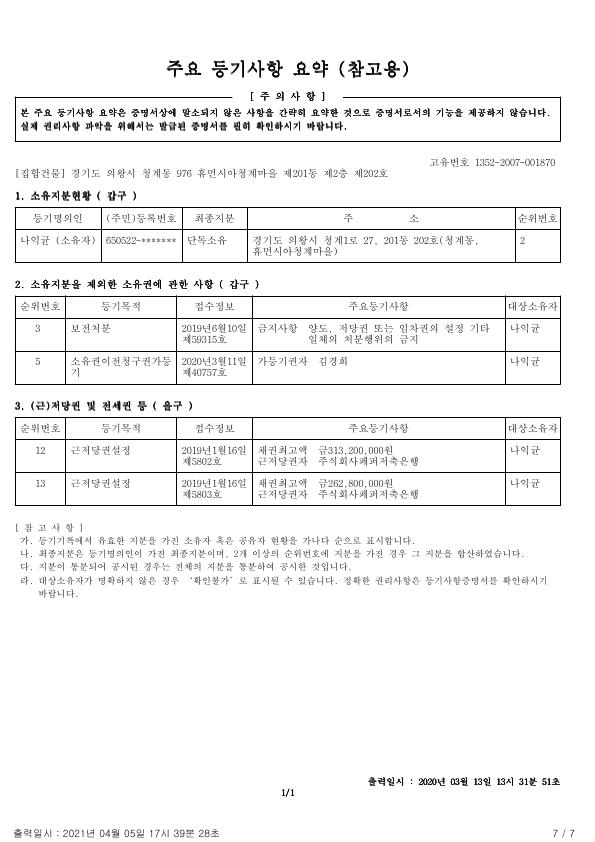 주요 등기사항 요약 (참고용)
[ 주 의 사 항 ]
본 주요 등기사항 요약은 증명서상에 말소되지 않은 사항을 간략히 요약한 것으로 증명서로서의 기능을 제공하지 않습니다.
실제 권리사항 파악을 위해서는 발급된 증명서를 필히 확인하시기 바랍니다.
고유번호 1352-2007-001870
[집합건물] 경기도 의왕시 청계동 976 휴먼시아청계마을 제201동 제2층 제202호
1. 소유지분현황 ( 갑구 )
등기명의인 (주민)등록번호 최종지분 주 소 순위번호
나익균 (소유자) 650522-******* 단독소유 경기도 의왕시 청계1로 27, 201동 202호(청계동, 2
휴먼시아청계마을)
2. 소유지분을 제외한 소유권에 관한 사항 ( 갑구 )
순위번호 등기목적 접수정보 주요등기사항 대상소유자
3 보전처분 2019년6월10일 금지사항 양도, 저당권 또는 임차권의 설정 기타 나익균
제59315호 일체의 처분행위의 금지
5 소유권이전청구권가등 2020년3월11일 가등기권자 김경희 나익균
기 제40757호
3. (근)저당권 및 전세권 등 ( 을구 )
순위번호 등기목적 접수정보 주요등기사항 대상소유자
12 근저당권설정 2019년1월16일 채권최고액 금313,200,000원 나익균
제5802호 근저당권자 주식회사페퍼저축은행
13 근저당권설정 2019년1월16일 채권최고액 금262,800,000원 나익균
제5803호 근저당권자 주식회사페퍼저축은행
[ 참 고 사 항 ]
가. 등기기록에서 유효한 지분을 가진 소유자 혹은 공유자 현황을 가나다 순으로 표시합니다.
나. 최종지분은 등기명의인이 가진 최종지분이며, 2개 이상의 순위번호에 지분을 가진 경우 그 지분을 합산하였습니다.
다. 지분이 통분되어 공시된 경우는 전체의 지분을 통분하여 공시한 것입니다.
라. 대상소유자가 명확하지 않은 경우 '확인불가' 로 표시될 수 있습니다. 정확한 권리사항은 등기사항증명서를 확인하시기
바랍니다.
출력일시 : 2020년 03월 13일 13시 31분 51초
1/1
출력일시 : 2021년 04월 05일 17시 39분 28초
7 / 7